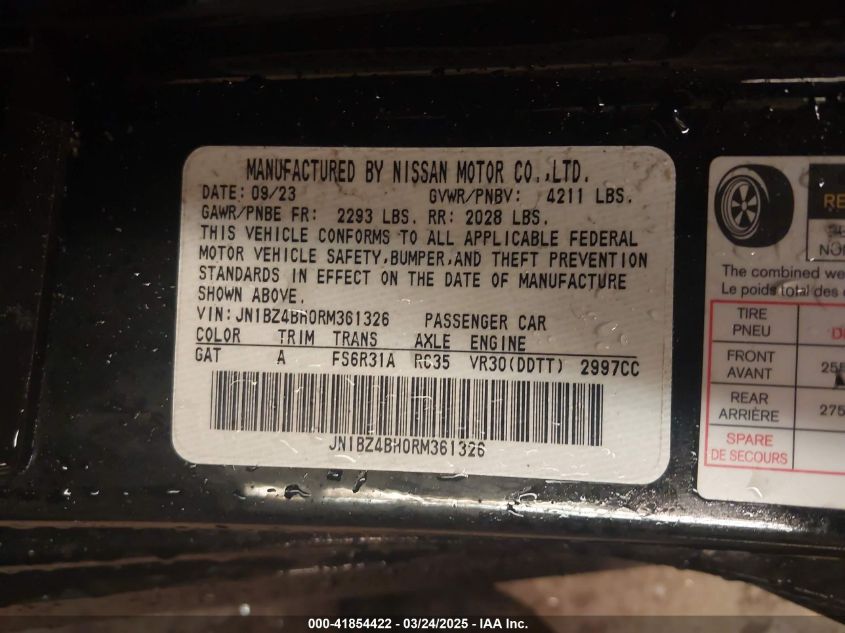 MANUFACTURED BY NISSAN MOTOR CO.,LTD.
DATE: 09/23 GVWR/PNBV: 4211 LBS.
GAWR/PNBE FR: 2293 LBS. RR: 2028 LBS.
THIS VEHICLE CONFORMS TO ALL APPLICABLE FEDERAL
MOTOR VEHICLE SAFETY,BUMPER,AND THEFT PREVENTION
STANDARDS IN EFFECT ON THE DATE OF MANUFACTURE
SHOWN ABOVE.
VIN: JN1BZ4BH0RM361326 PASSENGER CAR
COLOR TRIM TRANS AXLE ENGINE
GAT A FS6R31A RC35 VR30(DDTT) 2997CC
JN1BZ4BH0RM361326
The combined we
Le poids total des
TIRE
PNEU
FRONT
AVANT
REAR
ARRIÈRE
275
SPARE
DE SECOURS
000-41854422 - 03/24/2025 - IAA Inc.